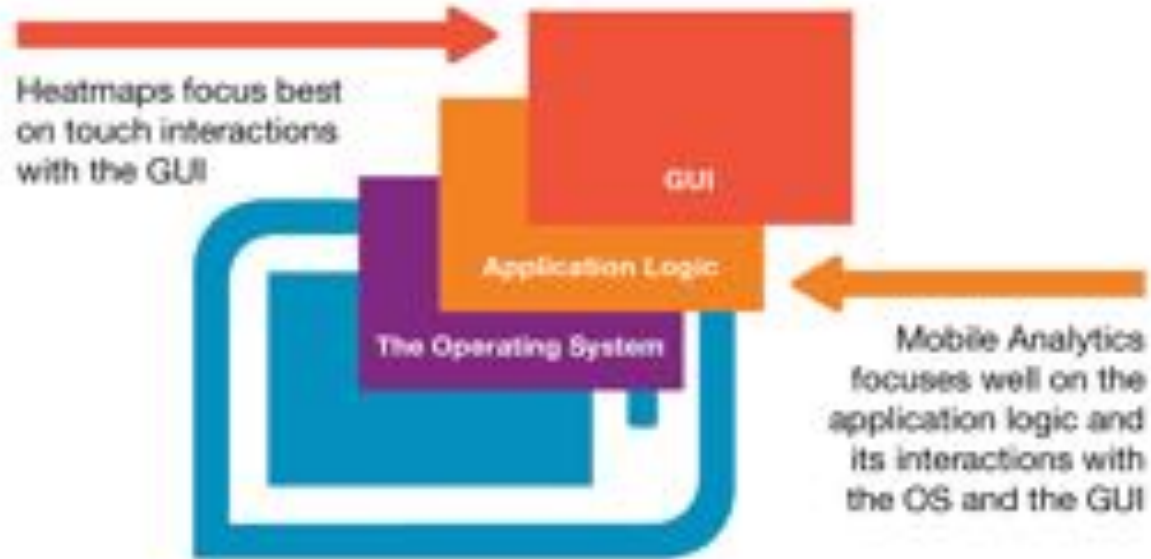 Heatmaps focus best
on touch interactions
with the GUI
GUI
Application Logic
The Operating System
Mobile Analytics
focuses well on the
application logic and
its interactions with
the OS and the GUI